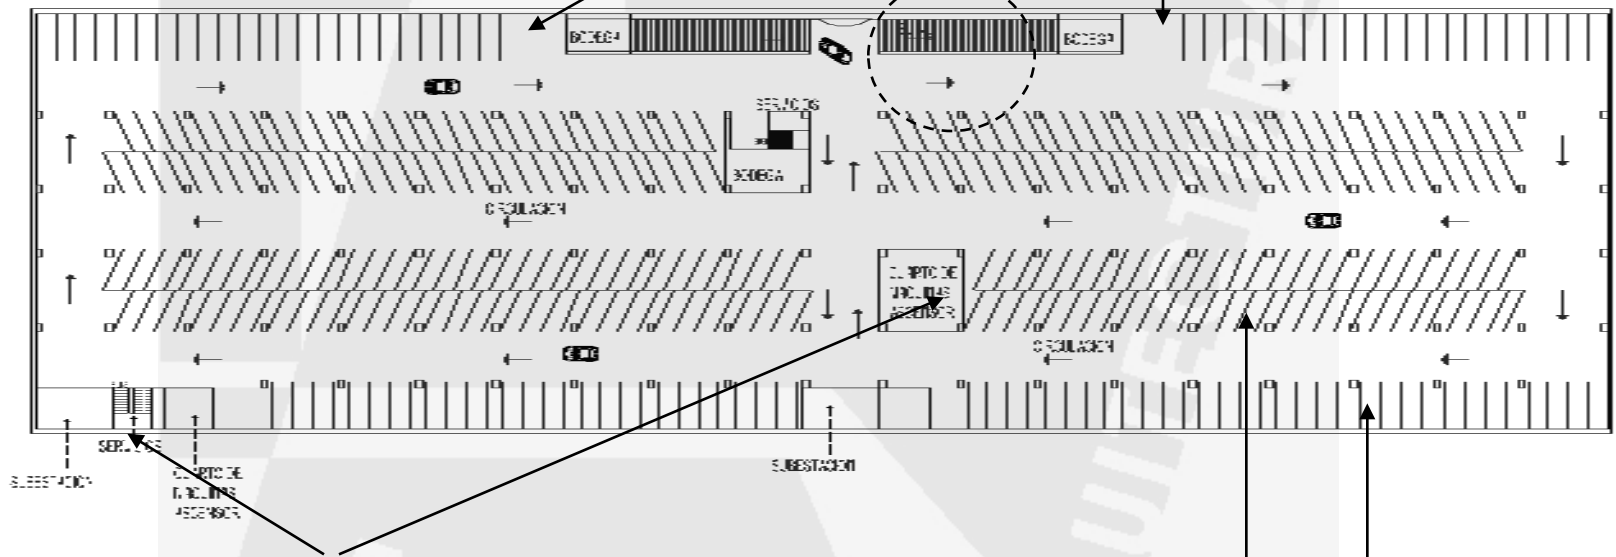 BODEGA
BODEGA
SERVICIOS
BODEGA
CIRCULACION
CUARTO DE
MAQUINAS
ASCENSOR
CIRCULACION
SERVICIOS
SUBESTACION
CUARTO DE
MAQUINAS
ASCENSOR
SUBESTACION